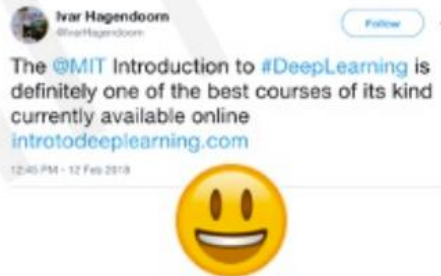 Ivar Hagendoorn
@IvarHagendoorn
Follow
The @MIT Introduction to #DeepLearning is
definitely one of the best courses of its kind
currently available online
introtodeeplearning.com
12:45 PM - 12 Feb 2018